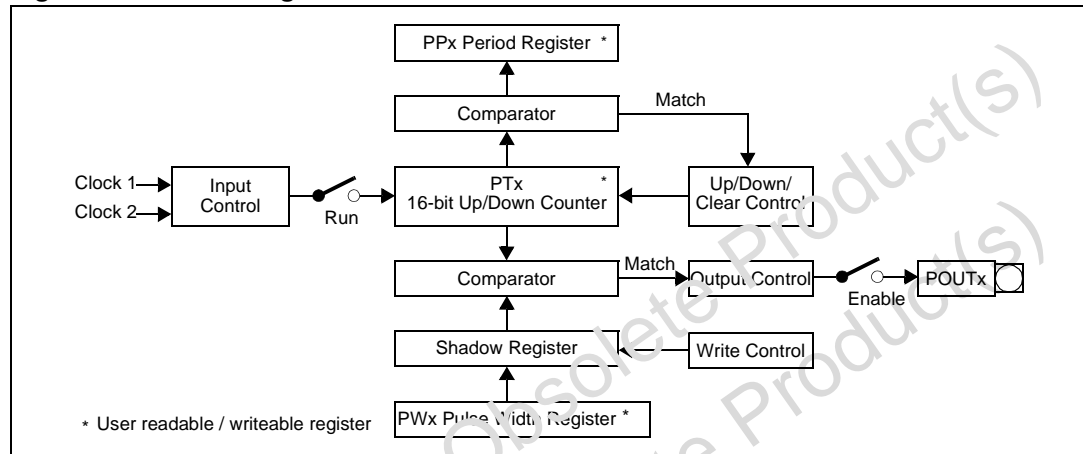 PPx Period Register *
Comparator
Match
Clock 1
Clock 2
Input
Control
Run
PTx *
16-bit Up/Down Counter
Up/Down/
Clear Control
Comparator
Match
Output Control
Enable
POUTx
Shadow Register
Write Control
PWx Pulse Width Register *
* User readable / writeable register
Obsolete Product(s)
Obsolete Product(s)